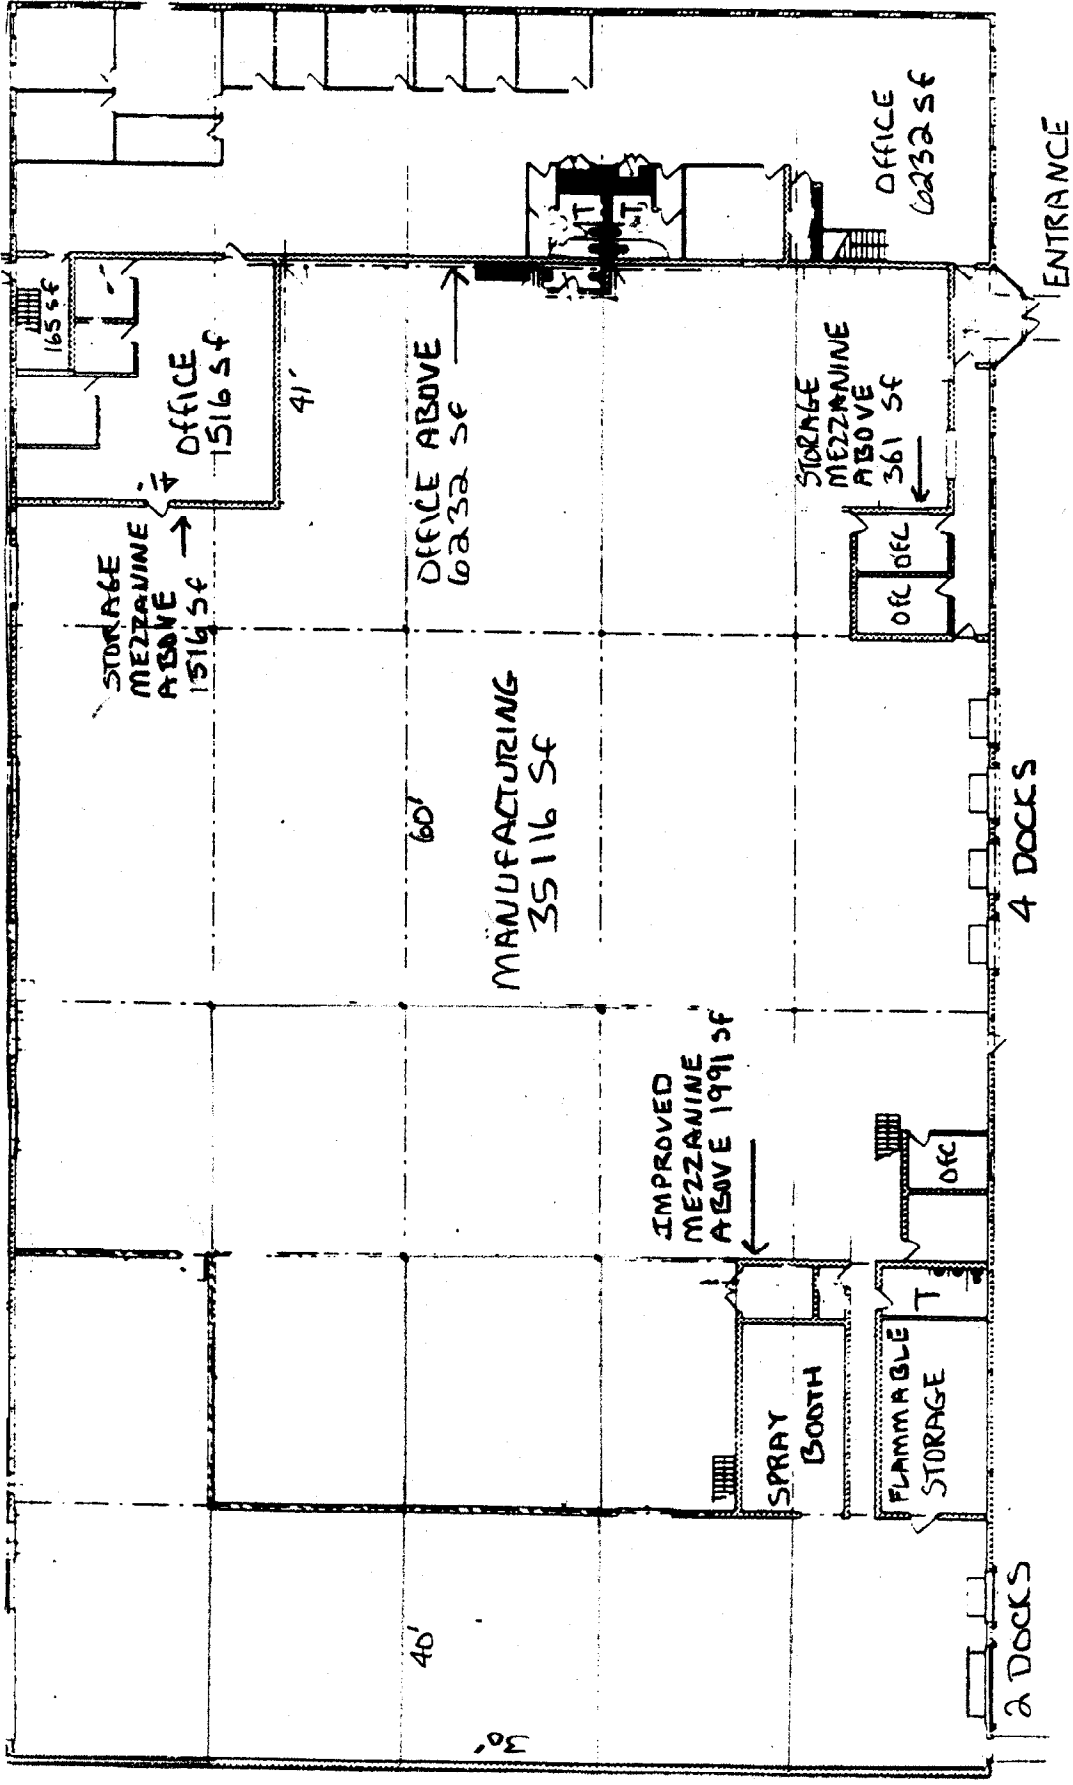 OFFICE
6232 sf
ENTRANCE
165 sf
OFFICE
1516 sf
41'
T
T
OFFICE ABOVE
6232 sf
STORAGE
MEZZANINE
ABOVE
361 sf
STORAGE
MEZZANINE
ABOVE
1516 sf
OFC
OFC
60'
MANUFACTURING
35116 sf
4 DOCKS
IMPROVED
MEZZANINE
ABOVE 1991 sf
OFC
T
SPRAY
BOOTH
FLAMMABLE
STORAGE
40'
30'
2 DOCKS